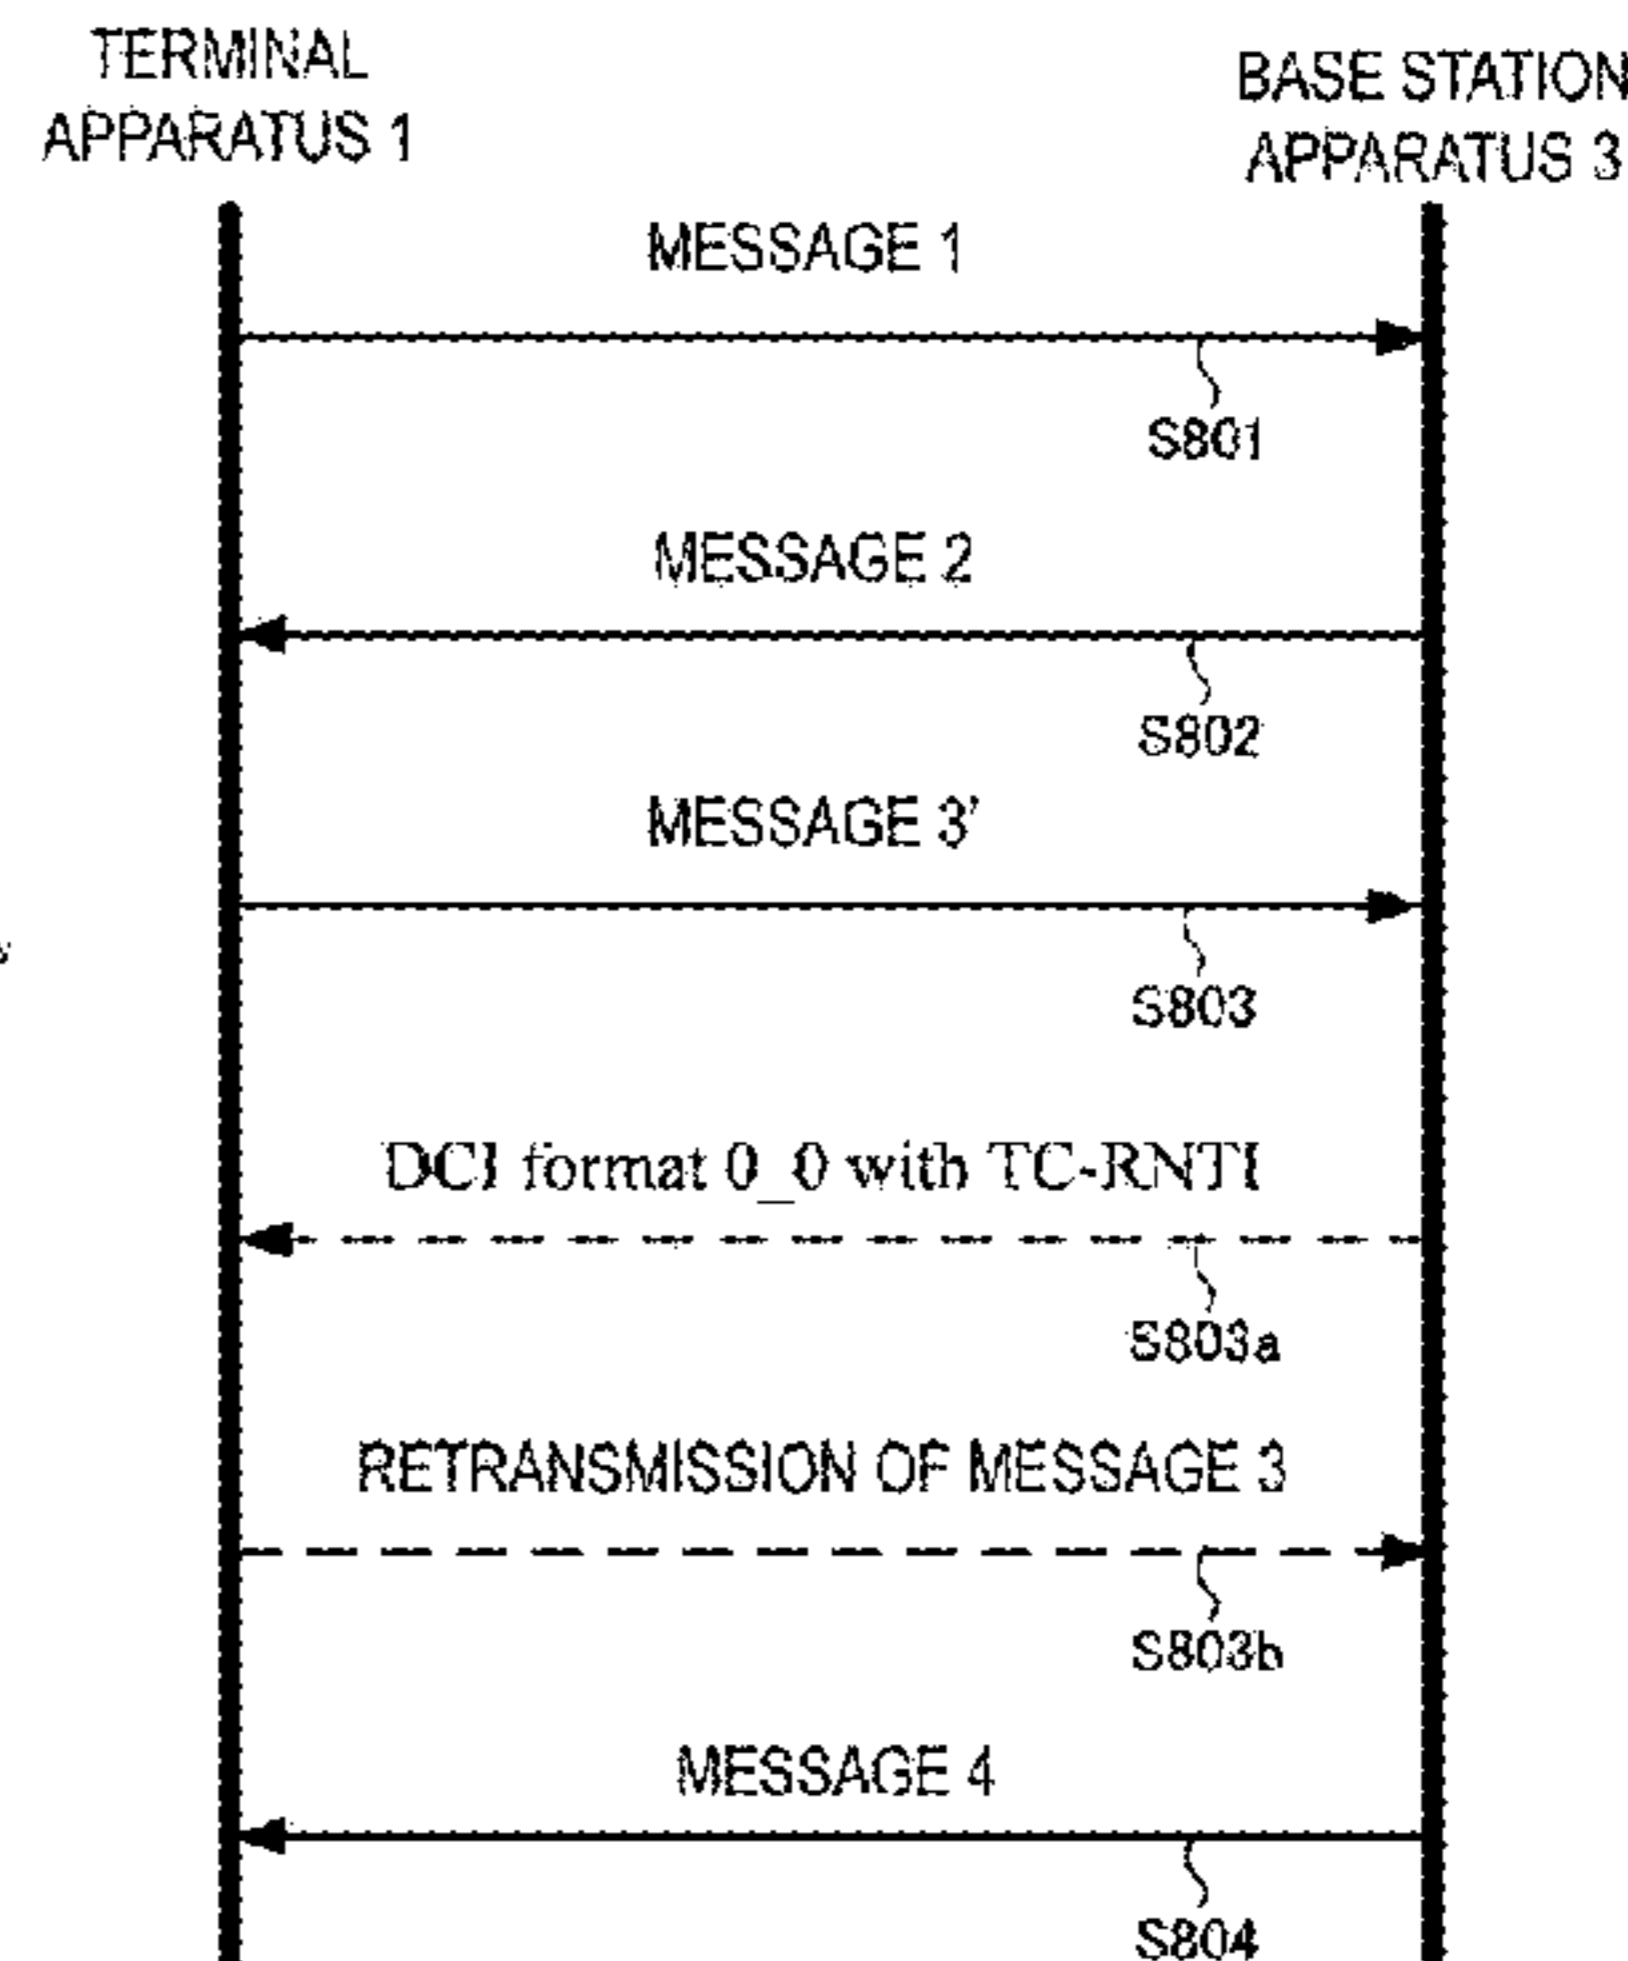 TERMINAL
APPARATUS 1
BASE STATION
APPARATUS 3
MESSAGE 1
S801
MESSAGE 2
S802
MESSAGE 3'
S803
DCI format 0_0 with TC-RNTI
S803a
RETRANSMISSION OF MESSAGE 3
S803b
MESSAGE 4
S804